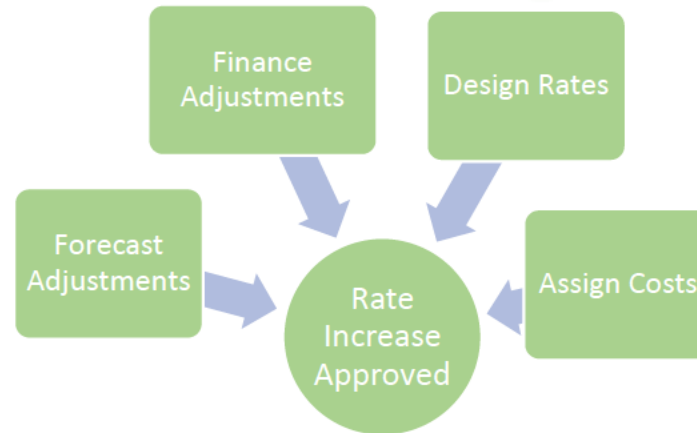 Finance
Adjustments
Design Rates
Forecast
Adjustments
Assign Costs
Rate
Increase
Approved